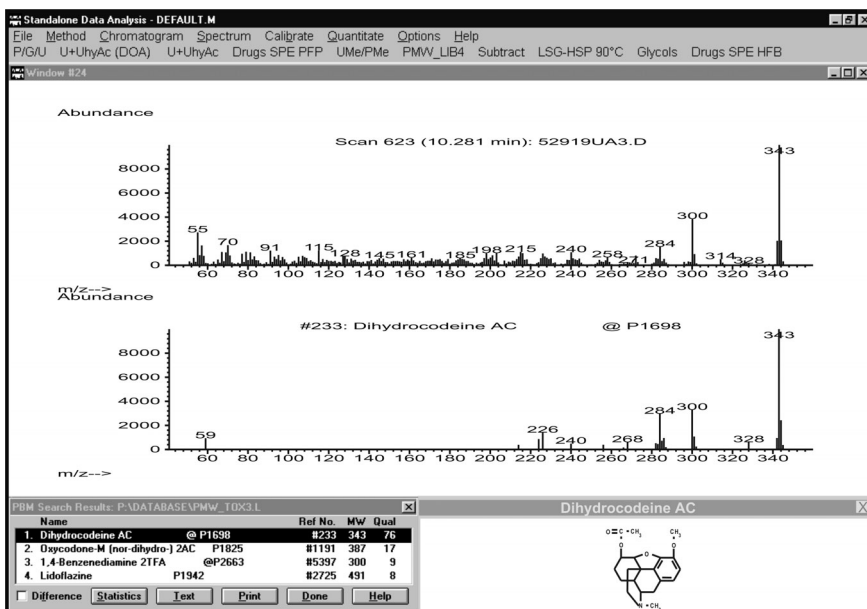 Standalone Data Analysis - DEFAULT.M
File Method Chromatogram Spectrum Calibrate Quantitate Options Help
P/G/U U+UhyAc (DOA) U+UhyAc Drugs SPE PFP UMe/PMe PMW_LIB4 Subtract LSG-HSP 90°C Glycols Drugs SPE HFB
Window #24
Abundance
Scan 623 (10.281 min): 52919UA3.D
343
8000
6000
4000
300
55
2000
70
91
115
128
145
161
185
198
215
240
258
271
284
314
328
0
60 80 100 120 140 160 180 200 220 240 260 280 300 320 340
m/z-->
Abundance
#233: Dihydrocodeine AC @ P1698
343
8000
6000
4000
284
300
2000
59
226
240
268
328
0
60 80 100 120 140 160 180 200 220 240 260 280 300 320 340
m/z-->
PBM Search Results: P:\DATABASE\PMW_TOX3.L
Name Ref No. MW Qual
1. Dihydrocodeine AC @ P1698 #233 343 76
2. Oxycodone-M (nor-dihydro-) 2AC P1825 #1191 387 17
3. 1,4-Benzenediamine 2TFA @P2663 #5397 300 9
4. Lidoflazine P1942 #2725 491 8
Difference Statistics Text Print Done Help
Dihydrocodeine AC
O=C-CH₃
O
O
O
CH₃
N-CH₃